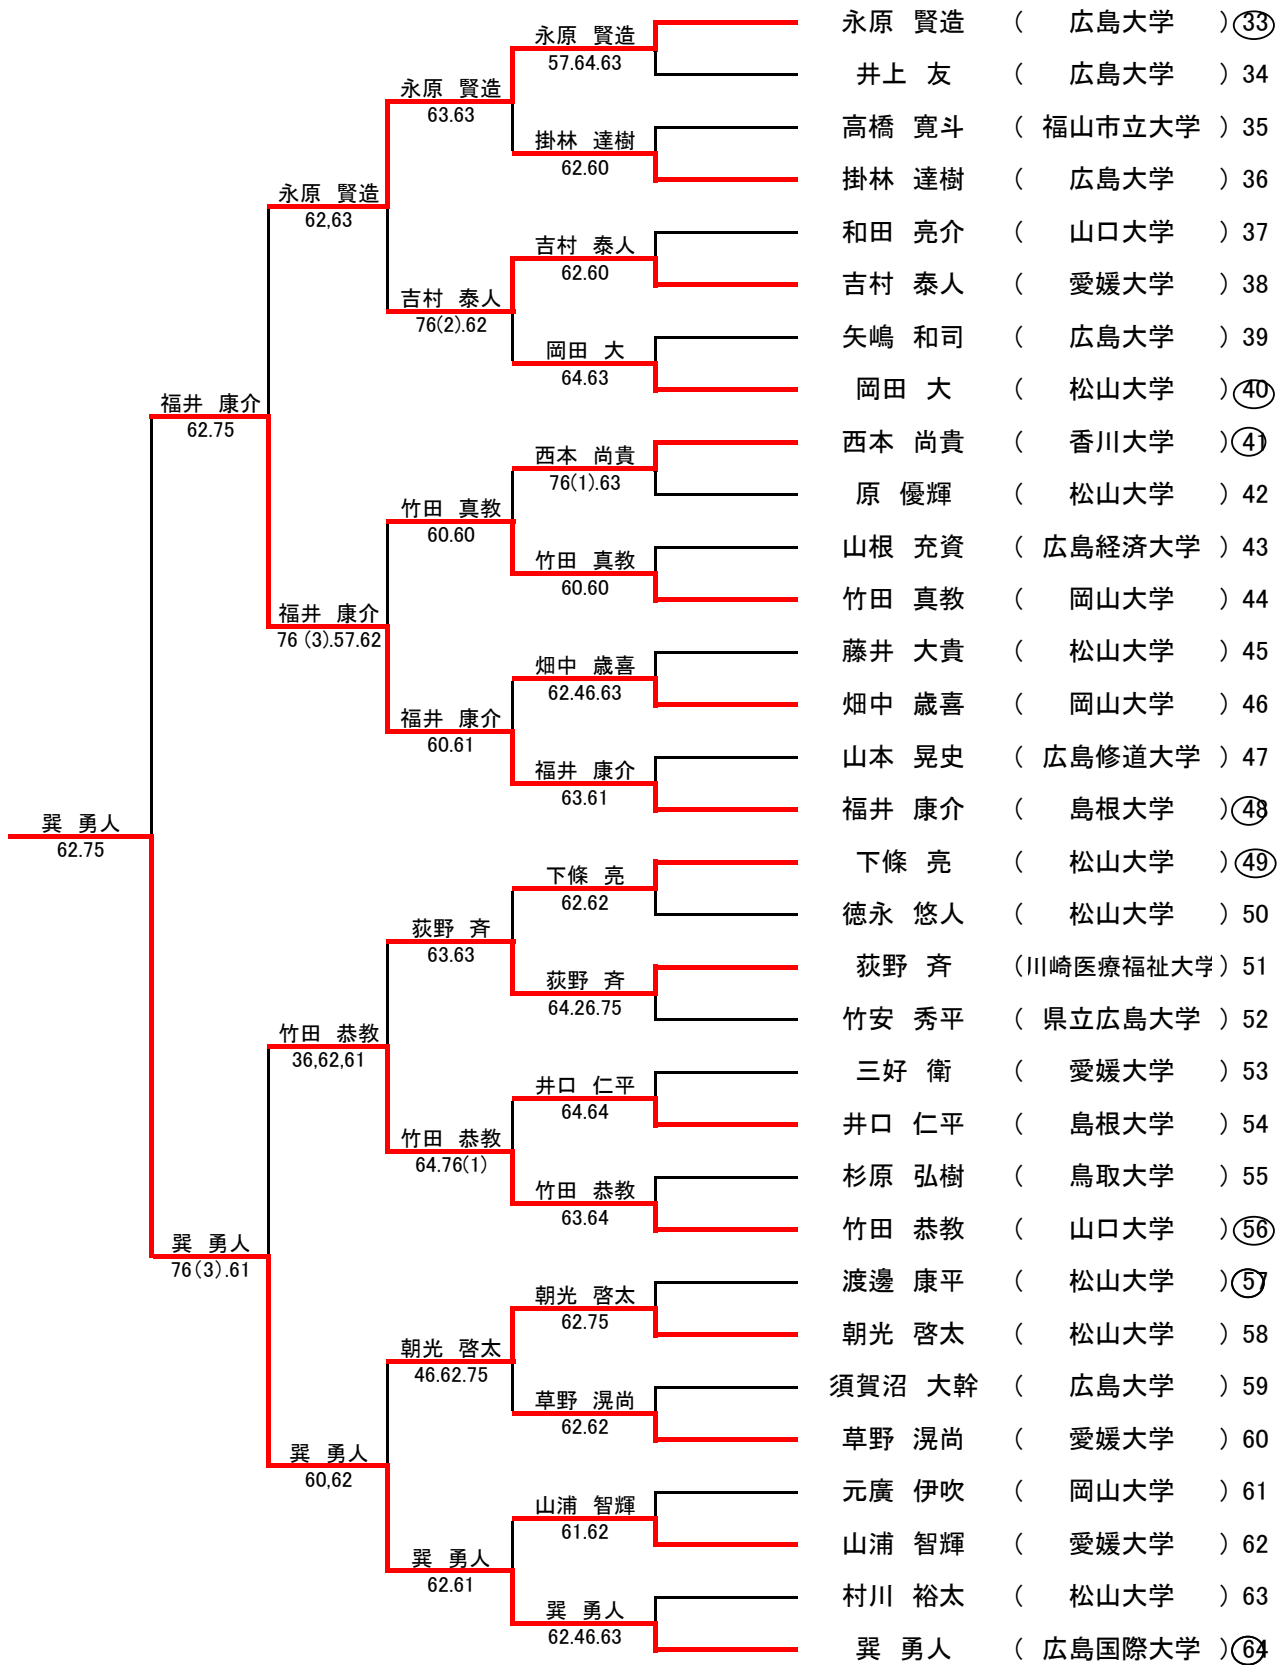 永原 賢造 ( 広島大学 ) 33
永原 賢造
57.64.63
井上 友 ( 広島大学 ) 34
永原 賢造
63.63
高橋 寛斗 ( 福山市立大学 ) 35
掛林 達樹
62.60
掛林 達樹 ( 広島大学 ) 36
永原 賢造
62,63
和田 亮介 ( 山口大学 ) 37
吉村 泰人
62.60
吉村 泰人 ( 愛媛大学 ) 38
吉村 泰人
76(2).62
矢嶋 和司 ( 広島大学 ) 39
岡田 大
64.63
岡田 大 ( 松山大学 ) 40
福井 康介
62.75
西本 尚貴 ( 香川大学 ) 41
西本 尚貴
76(1).63
原 優輝 ( 松山大学 ) 42
竹田 真教
60.60
山根 充資 ( 広島経済大学 ) 43
竹田 真教
60.60
竹田 真教 ( 岡山大学 ) 44
福井 康介
76 (3).57.62
藤井 大貴 ( 松山大学 ) 45
畑中 歳喜
62.46.63
畑中 歳喜 ( 岡山大学 ) 46
福井 康介
60.61
山本 晃史 ( 広島修道大学 ) 47
福井 康介
63.61
福井 康介 ( 島根大学 ) 48
巽 勇人
62.75
下條 亮 ( 松山大学 ) 49
下條 亮
62.62
徳永 悠人 ( 松山大学 ) 50
荻野 斉
63.63
荻野 斉 (川崎医療福祉大学) 51
荻野 斉
64.26.75
竹安 秀平 ( 県立広島大学 ) 52
竹田 恭教
36,62,61
三好 衛 ( 愛媛大学 ) 53
井口 仁平
64.64
井口 仁平 ( 島根大学 ) 54
竹田 恭教
64.76(1)
杉原 弘樹 ( 鳥取大学 ) 55
竹田 恭教
63.64
竹田 恭教 ( 山口大学 ) 56
巽 勇人
76(3).61
渡邊 康平 ( 松山大学 ) 57
朝光 啓太
62.75
朝光 啓太 ( 松山大学 ) 58
朝光 啓太
46.62.75
須賀沼 大幹 ( 広島大学 ) 59
草野 滉尚
62.62
草野 滉尚 ( 愛媛大学 ) 60
巽 勇人
60,62
元廣 伊吹 ( 岡山大学 ) 61
山浦 智輝
61.62
山浦 智輝 ( 愛媛大学 ) 62
巽 勇人
62.61
村川 裕太 ( 松山大学 ) 63
巽 勇人
62.46.63
巽 勇人 ( 広島国際大学 ) 64